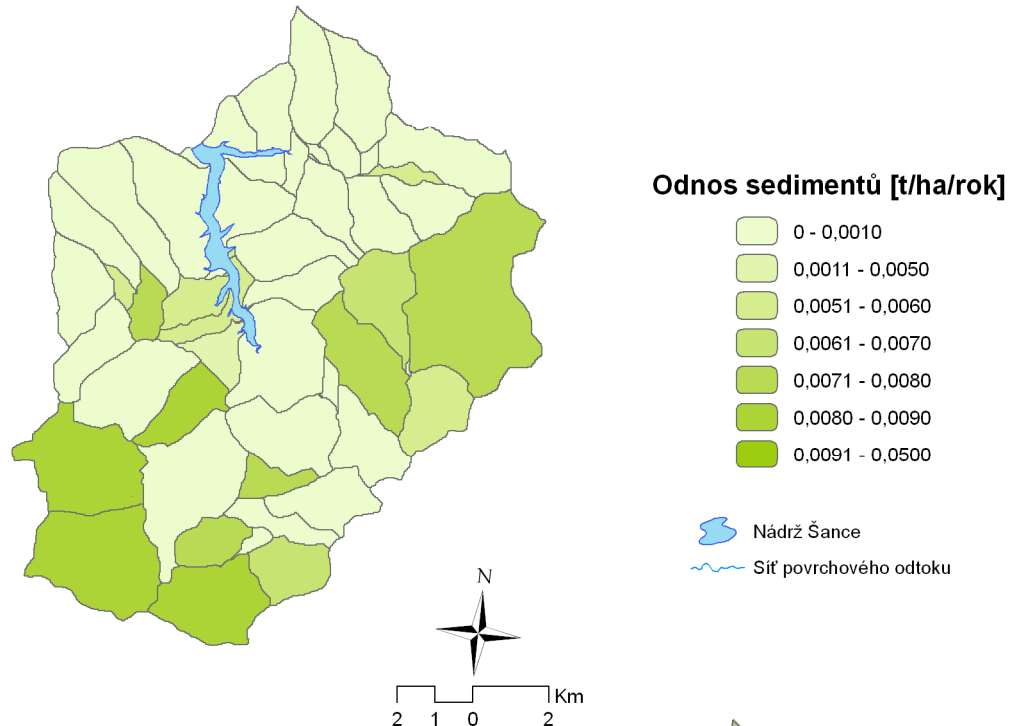 Odnos sedimentů [t/ha/rok]
0 - 0,0010
0,0011 - 0,0050
0,0051 - 0,0060
0,0061 - 0,0070
0,0071 - 0,0080
0,0080 - 0,0090
0,0091 - 0,0500
Nádrž Šance
Síť povrchového odtoku
N
Km
2 1 0 2